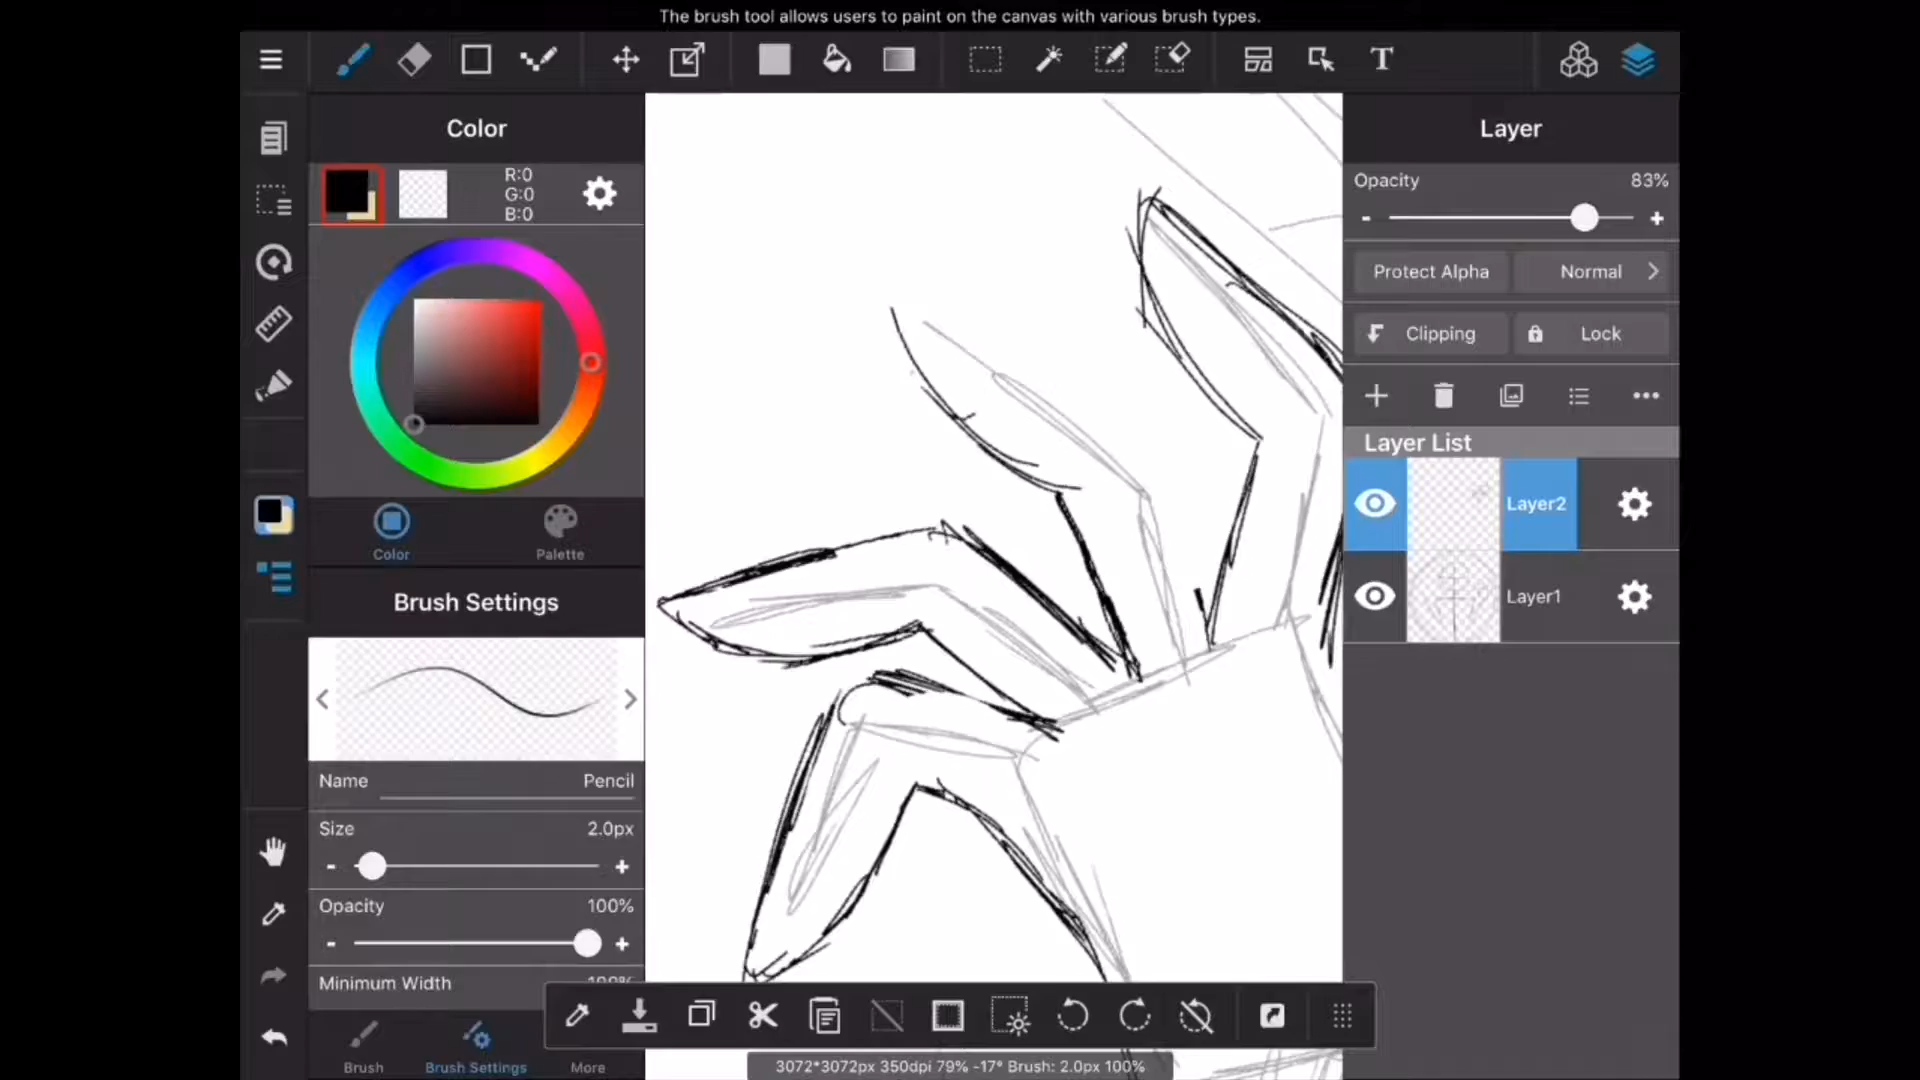 The brush tool allows users to paint on the canvas with various brush types.
T
Color
R:0
G:0
B:0
Color
Palette
Brush Settings
Name Pencil
Size 2.0px
- +
Opacity 100%
- +
Minimum Width 100%
Brush
Brush Settings
More
3072*3072px 350dpi 79% -17° Brush: 2.0px 100%
Layer
Opacity 83%
- +
Protect Alpha
Normal
Clipping
Lock
Layer List
Layer2
Layer1